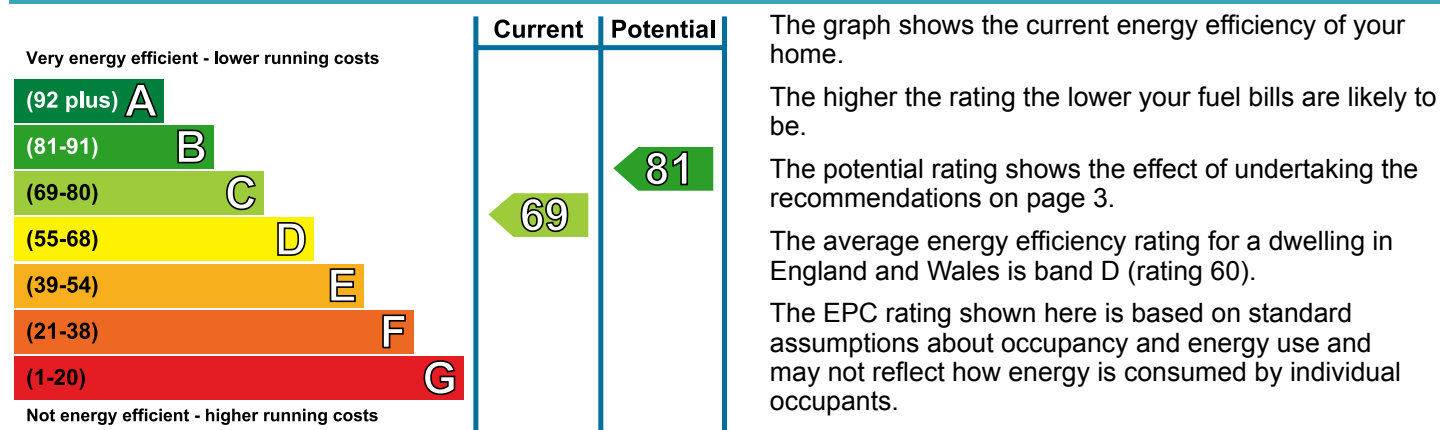 Current Potential
Very energy efficient - lower running costs
(92 plus) A
(81-91) B
(69-80) C
(55-68) D
(39-54) E
(21-38) F
(1-20) G
Not energy efficient - higher running costs
69
81
The graph shows the current energy efficiency of your
home.
The higher the rating the lower your fuel bills are likely to
be.
The potential rating shows the effect of undertaking the
recommendations on page 3.
The average energy efficiency rating for a dwelling in
England and Wales is band D (rating 60).
The EPC rating shown here is based on standard
assumptions about occupancy and energy use and
may not reflect how energy is consumed by individual
occupants.